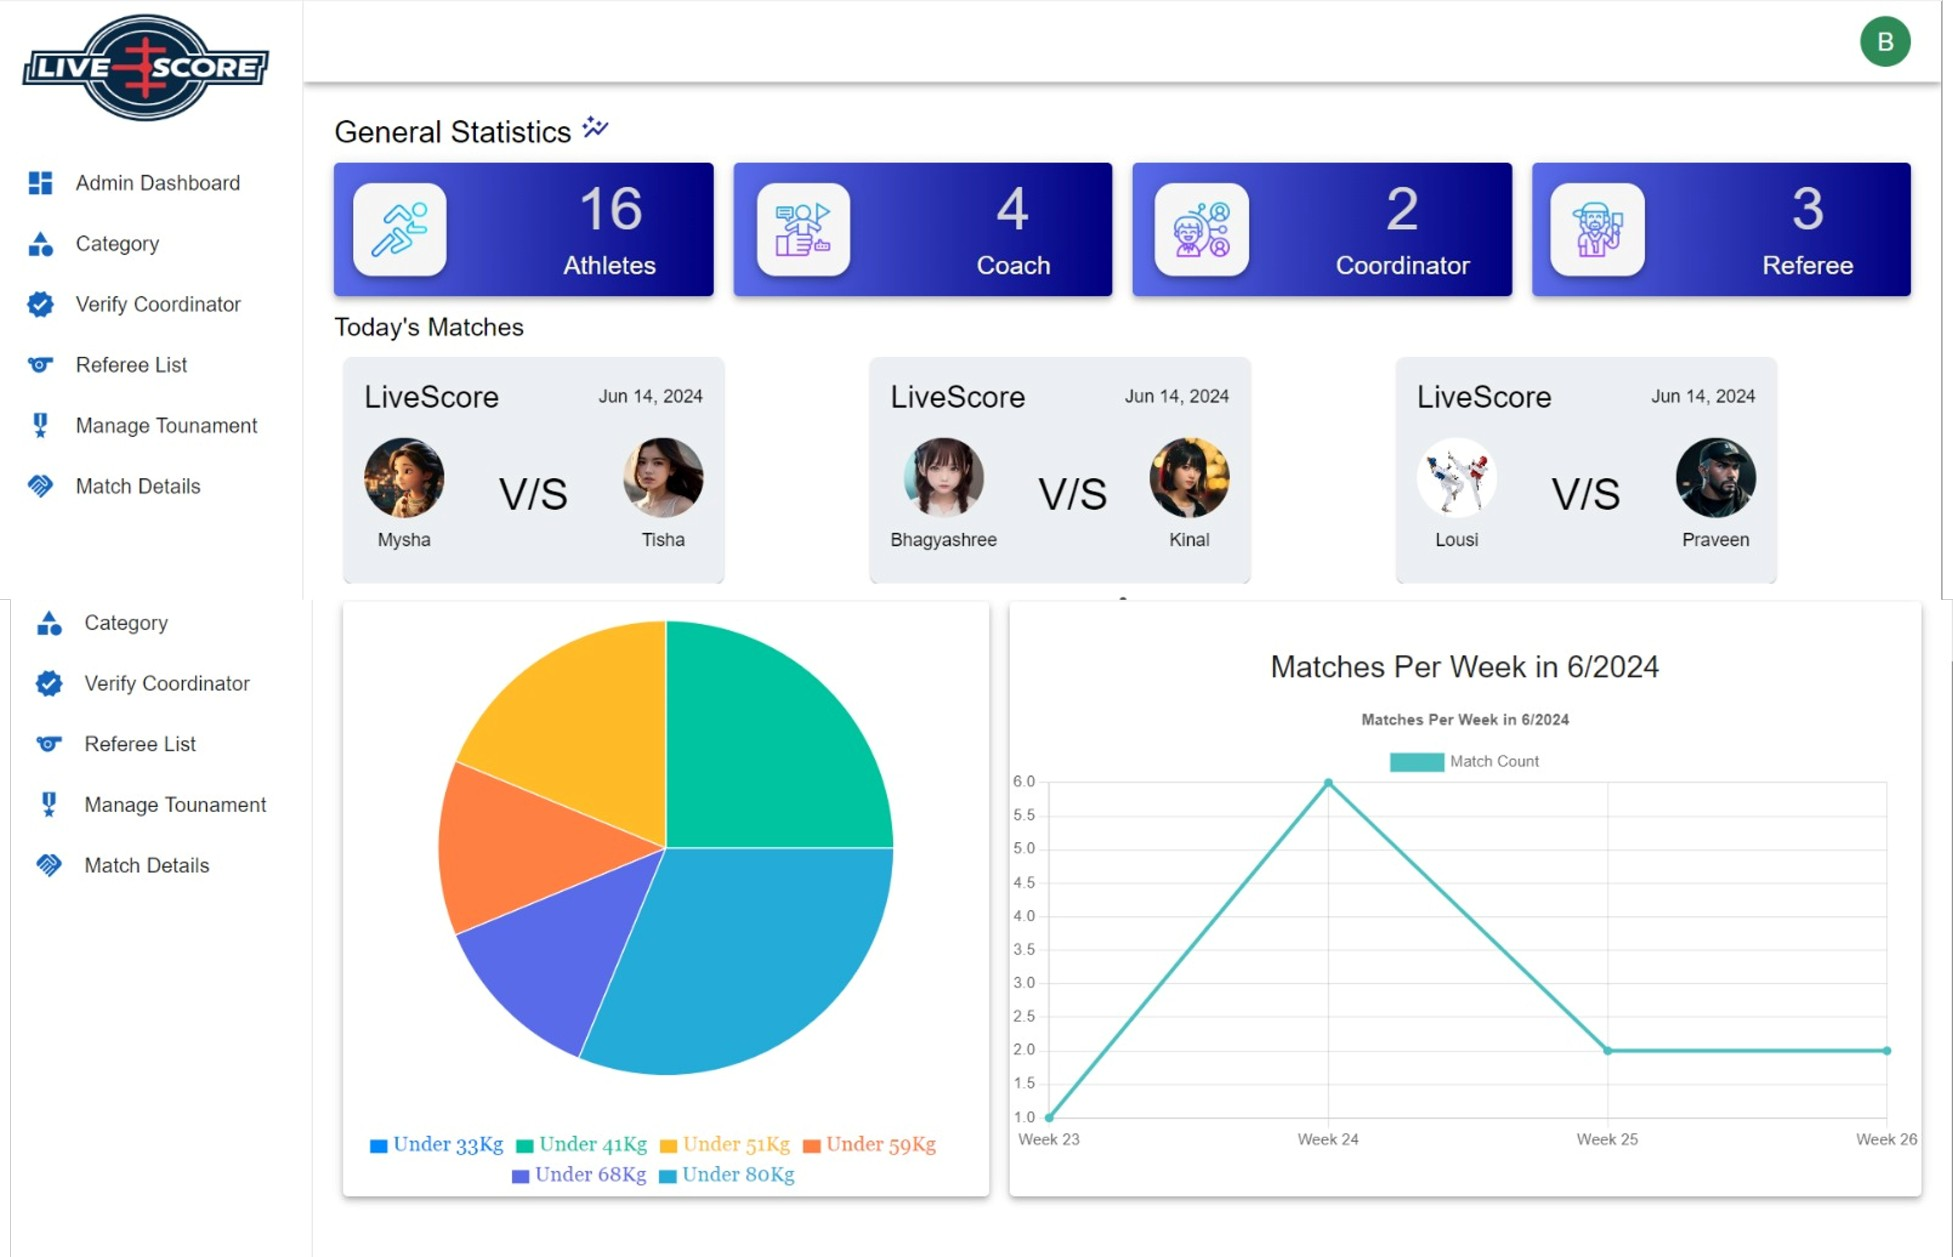 LIVE SCORE
B
Admin Dashboard
Category
Verify Coordinator
Referee List
Manage Tounament
Match Details
General Statistics
16
Athletes
4
Coach
2
Coordinator
3
Referee
Today's Matches
LiveScore Jun 14, 2024
V/S
Mysha Tisha
LiveScore Jun 14, 2024
V/S
Bhagyashree Kinal
LiveScore Jun 14, 2024
V/S
Lousi Praveen
Category
Verify Coordinator
Referee List
Manage Tounament
Match Details
Under 33Kg Under 41Kg Under 51Kg Under 59Kg
Under 68Kg Under 80Kg
Matches Per Week in 6/2024
Matches Per Week in 6/2024
Match Count
6.0
5.5
5.0
4.5
4.0
3.5
3.0
2.5
2.0
1.5
1.0
Week 23 Week 24 Week 25 Week 26